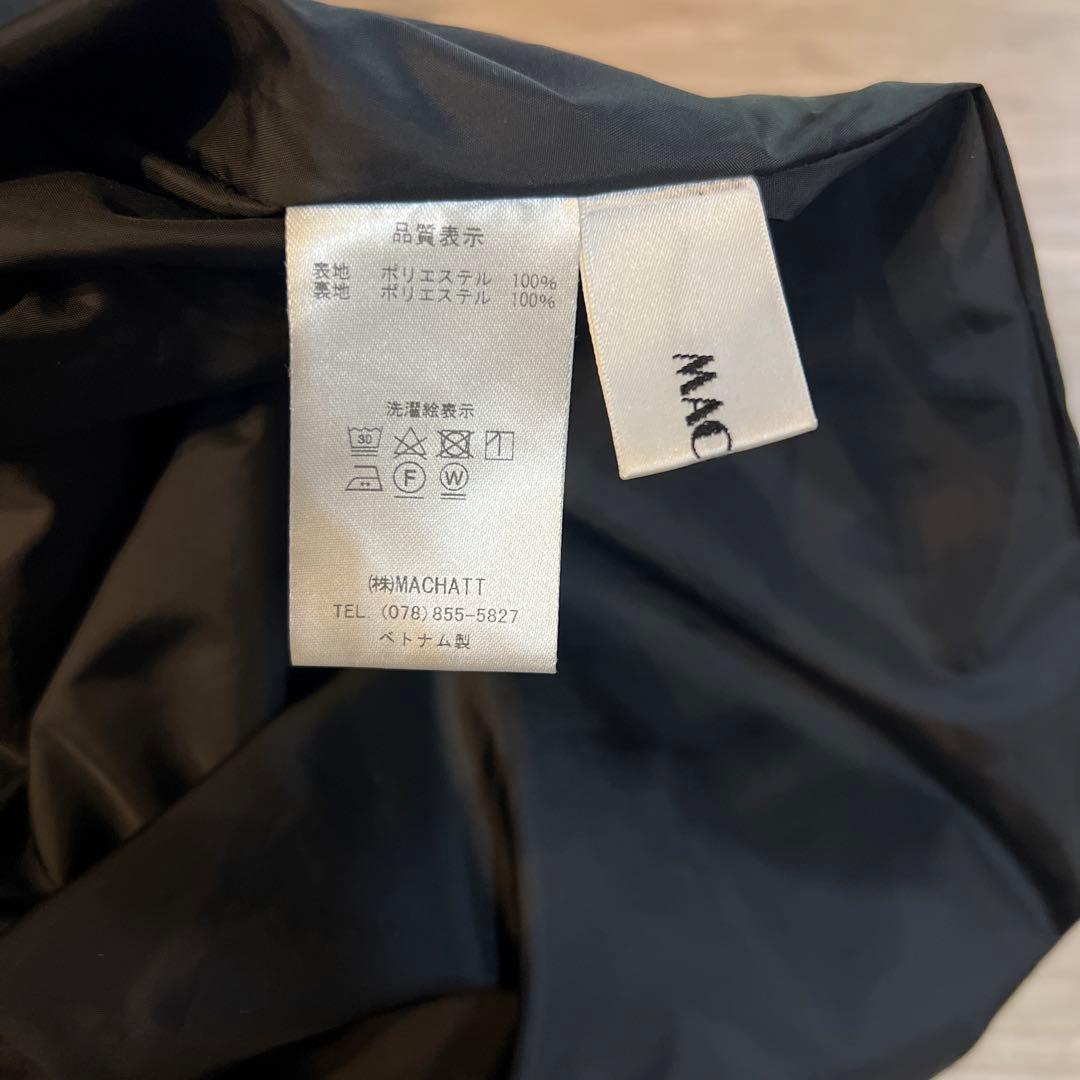 品質表示
表地 ポリエステル 100%
裏地 ポリエステル 100%
洗濯絵表示
30
F W
(株)MACHATT
TEL. (078)855-5827
ベトナム製
MAC